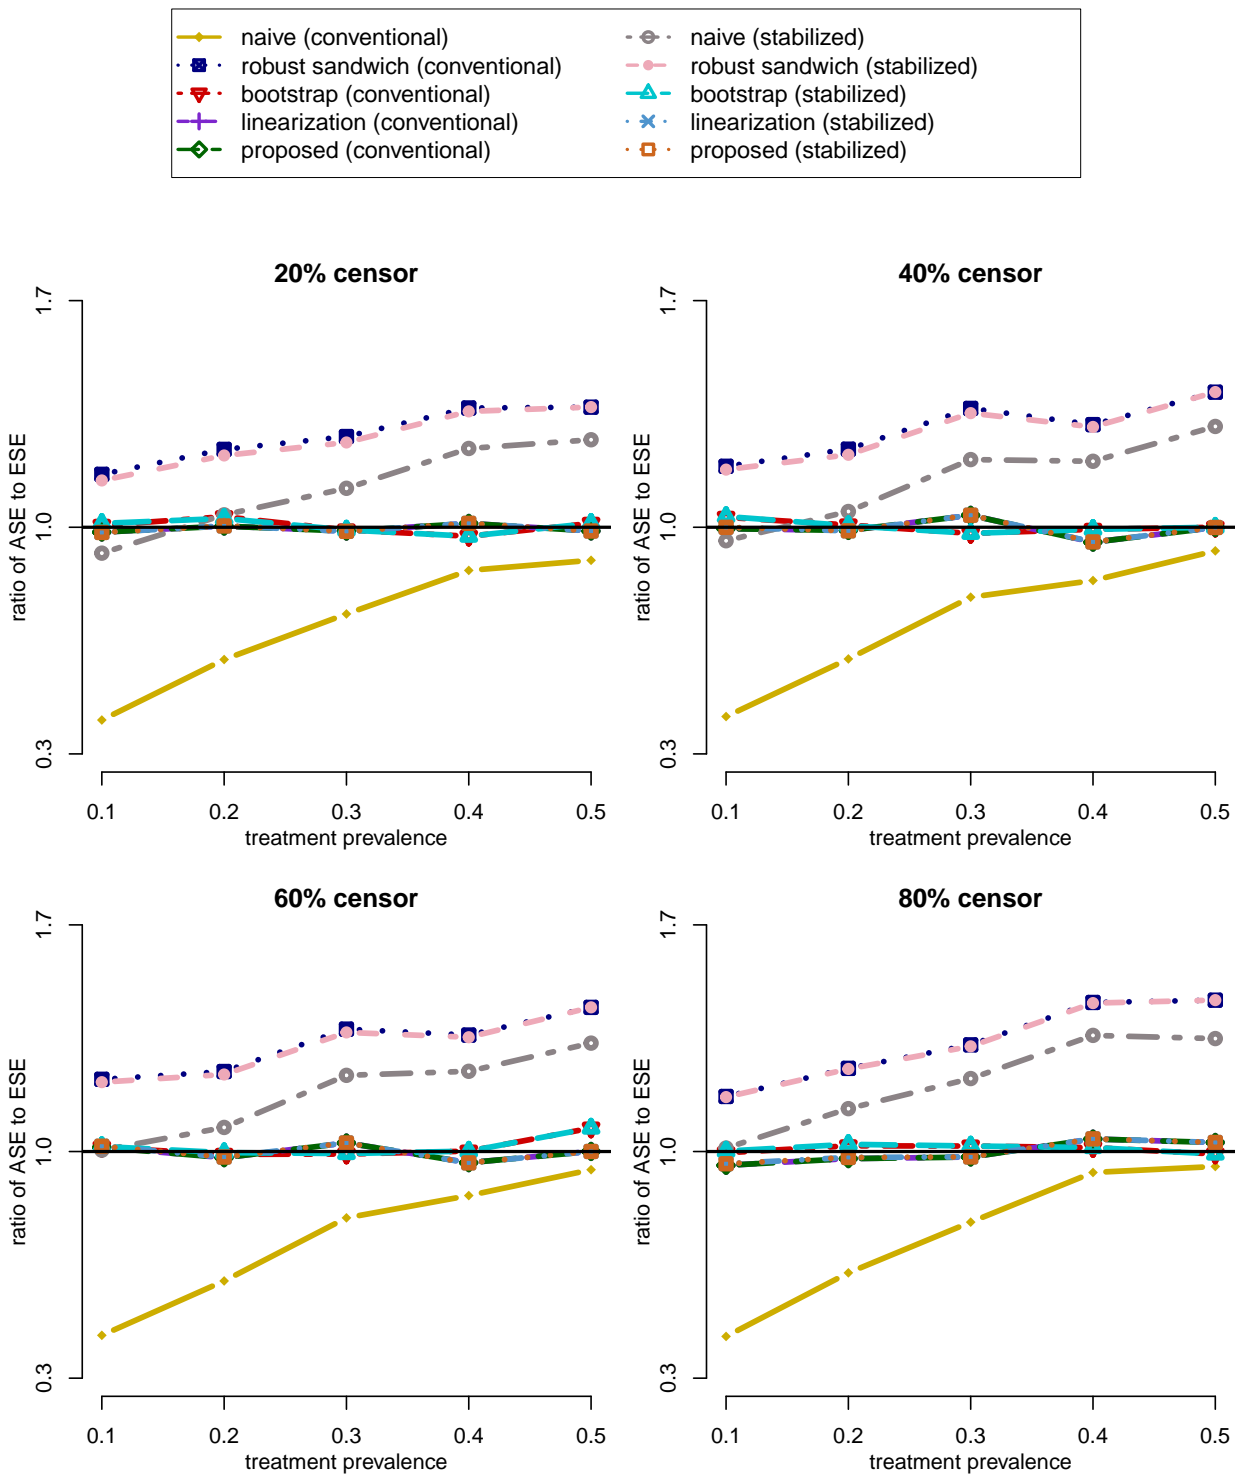 naive (conventional)
robust sandwich (conventional)
bootstrap (conventional)
linearization (conventional)
proposed (conventional)
naive (stabilized)
robust sandwich (stabilized)
bootstrap (stabilized)
linearization (stabilized)
proposed (stabilized)
20% censor
ratio of ASE to ESE
1.7
1.0
0.3
0.1 0.2 0.3 0.4 0.5
treatment prevalence
40% censor
ratio of ASE to ESE
1.7
1.0
0.3
0.1 0.2 0.3 0.4 0.5
treatment prevalence
60% censor
ratio of ASE to ESE
1.7
1.0
0.3
0.1 0.2 0.3 0.4 0.5
treatment prevalence
80% censor
ratio of ASE to ESE
1.7
1.0
0.3
0.1 0.2 0.3 0.4 0.5
treatment prevalence